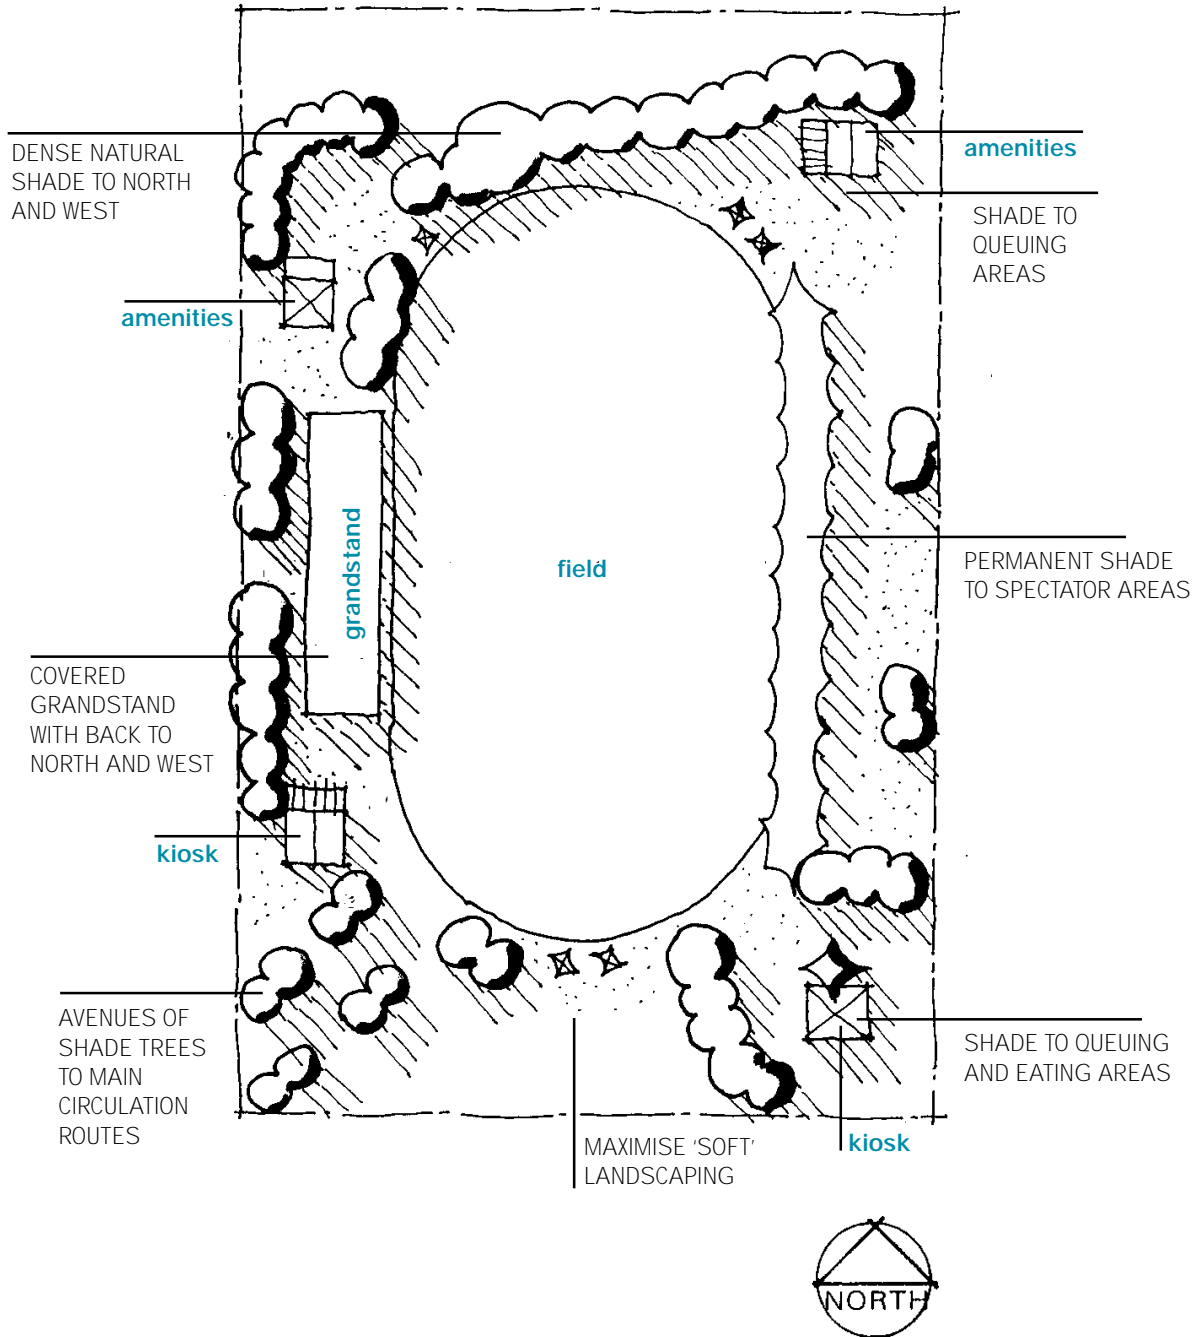 DENSE NATURAL
SHADE TO NORTH
AND WEST
amenities
SHADE TO
QUEUING
AREAS
amenities
grandstand
field
PERMANENT SHADE
TO SPECTATOR AREAS
COVERED
GRANDSTAND
WITH BACK TO
NORTH AND WEST
kiosk
AVENUES OF
SHADE TREES
TO MAIN
CIRCULATION
ROUTES
SHADE TO QUEUING
AND EATING AREAS
kiosk
MAXIMISE ‘SOFT’
LANDSCAPING
NORTH